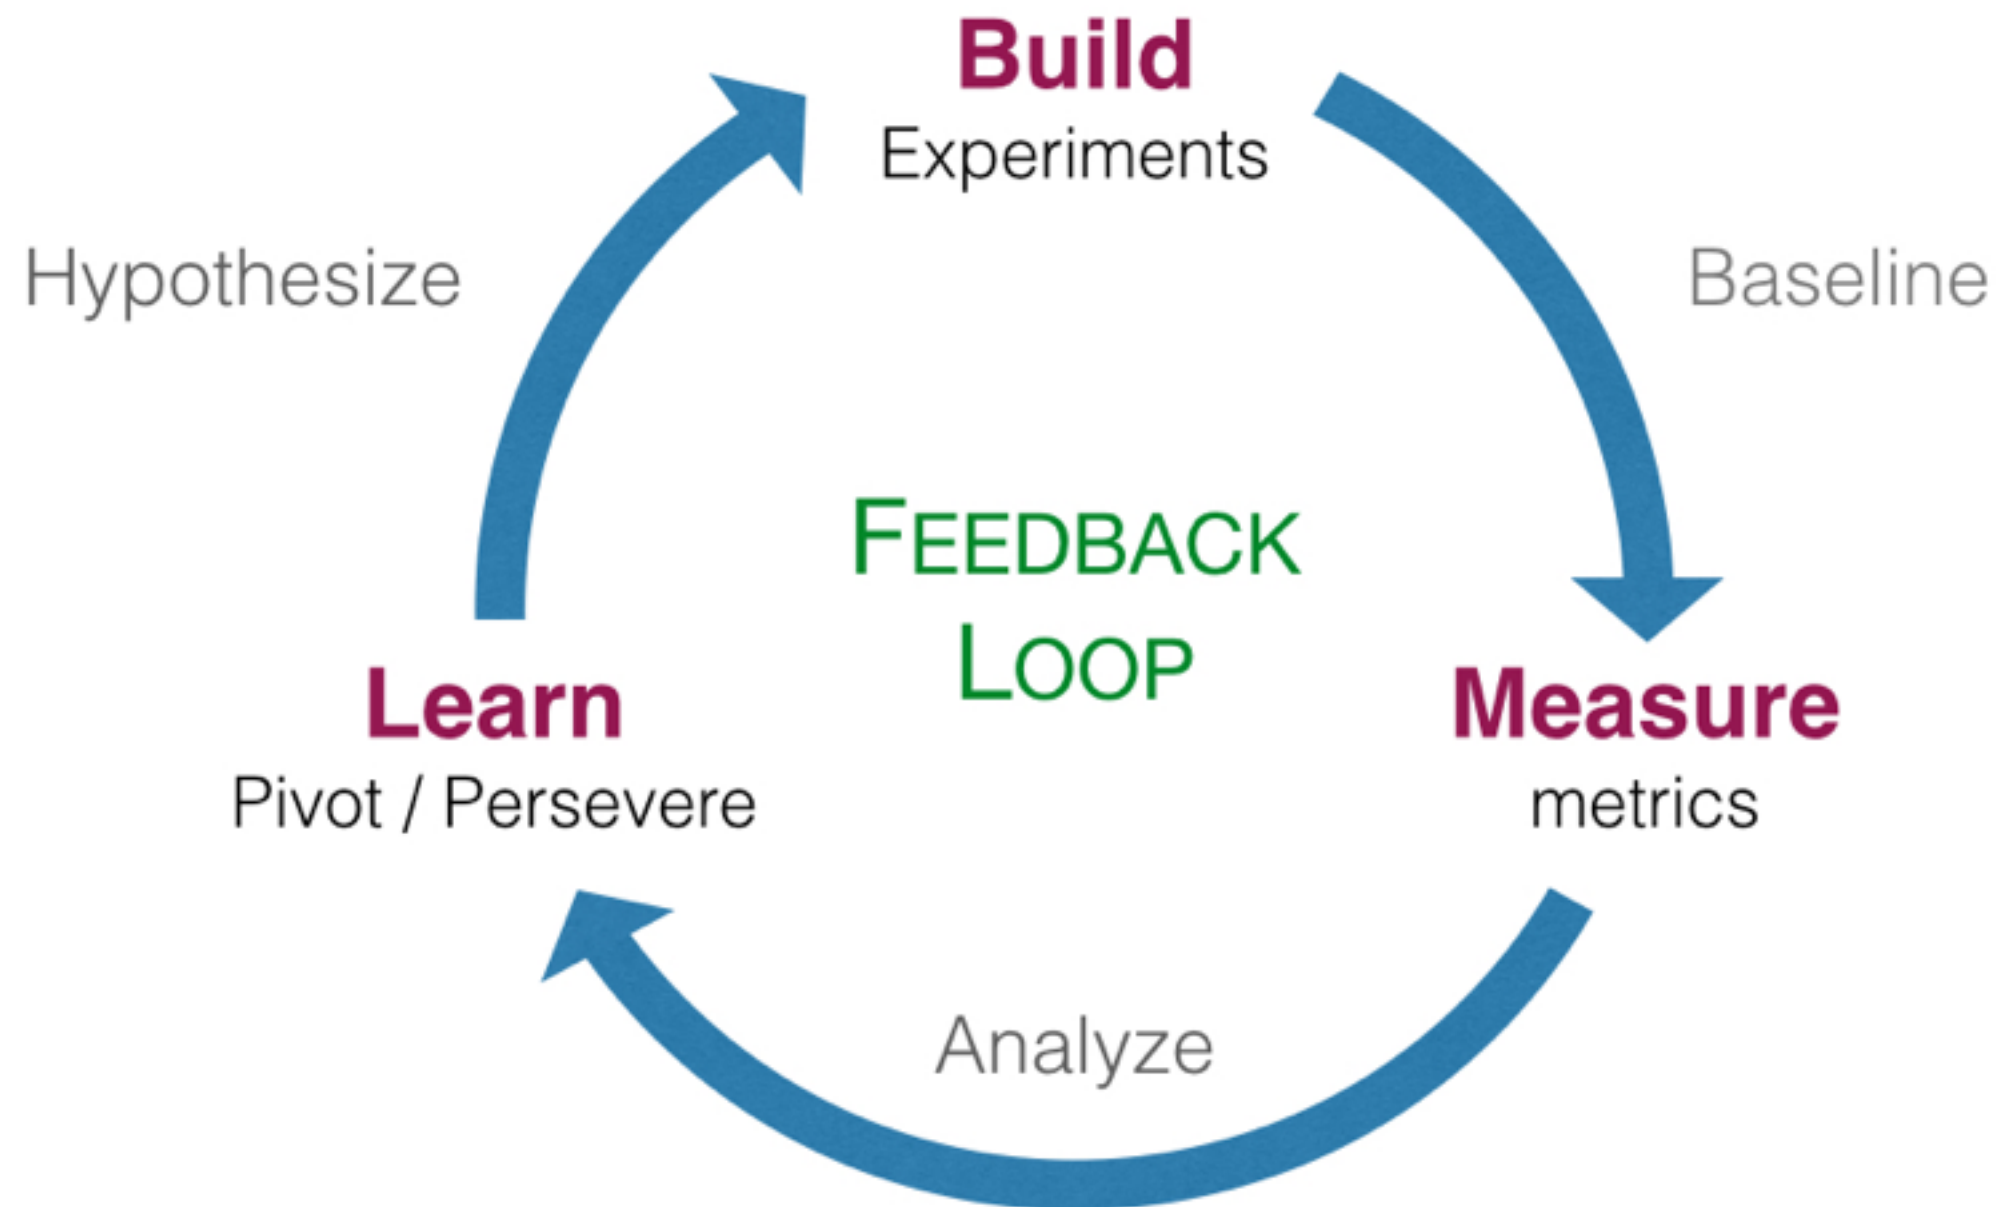 Build
Experiments
Hypothesize
Baseline
FEEDBACK
LOOP
Learn
Pivot / Persevere
Measure
metrics
Analyze